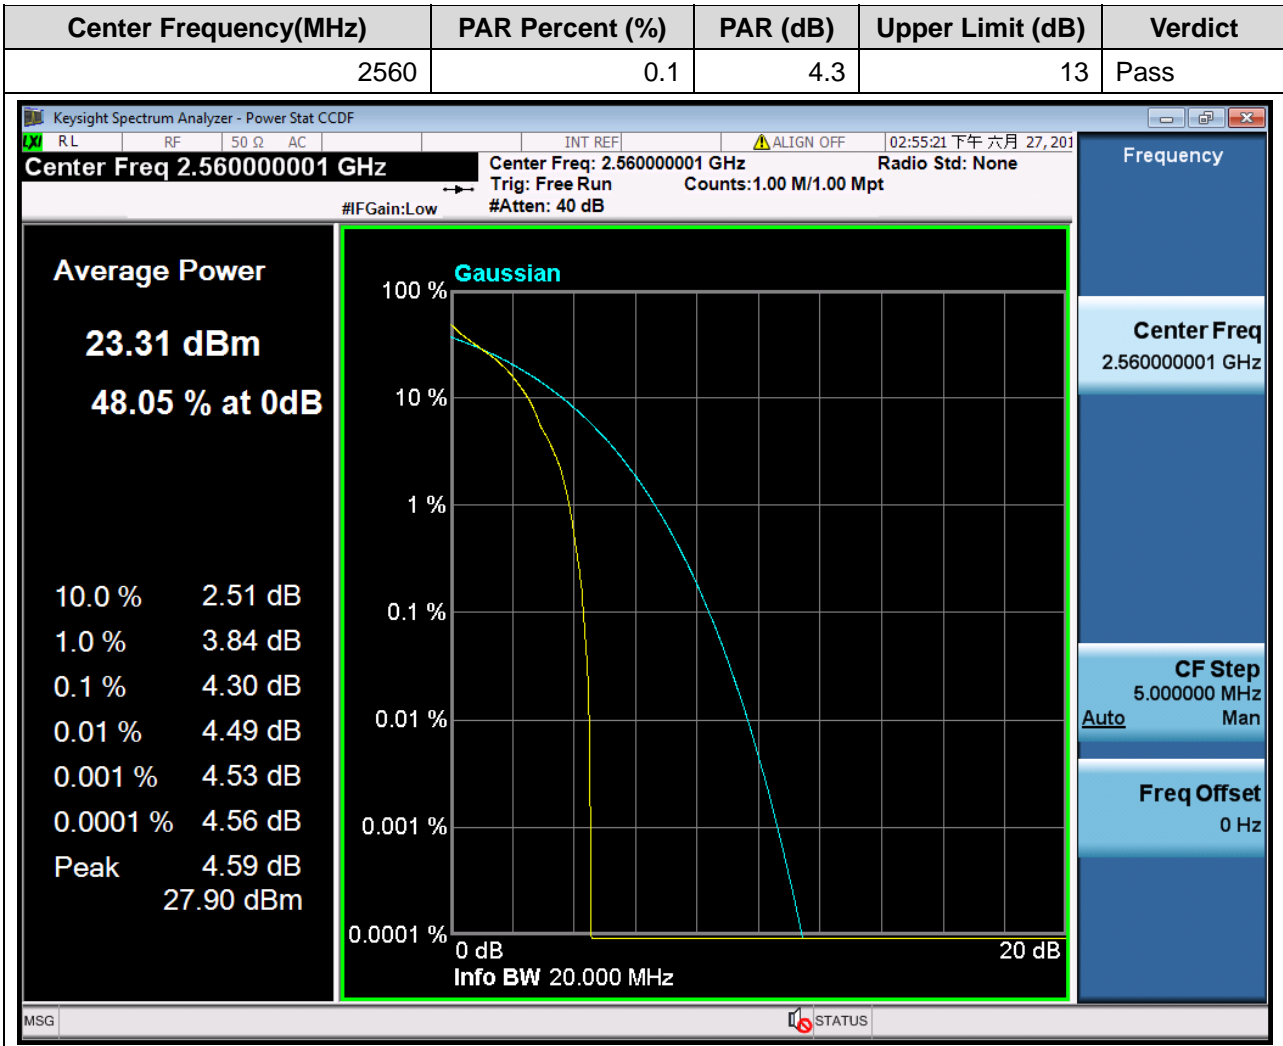 Center Frequency(MHz) PAR Percent (%) PAR (dB) Upper Limit (dB) Verdict
2560 0.1 4.3 13 Pass
Keysight Spectrum Analyzer - Power Stat CCDF
LXI RL RF 50 Ω AC INT REF ALIGN OFF 02:55:21 下午 六月 27, 201
Center Freq 2.560000001 GHz
#IFGain:Low
Center Freq: 2.560000001 GHz Radio Std: None
Trig: Free Run Counts:1.00 M/1.00 Mpt
#Atten: 40 dB
Average Power
23.31 dBm
48.05 % at 0dB
10.0 % 2.51 dB
1.0 % 3.84 dB
0.1 % 4.30 dB
0.01 % 4.49 dB
0.001 % 4.53 dB
0.0001 % 4.56 dB
Peak 4.59 dB
27.90 dBm
Gaussian
100 %
10 %
1 %
0.1 %
0.01 %
0.001 %
0.0001 %
0 dB 20 dB
Info BW 20.000 MHz
Frequency
Center Freq
2.560000001 GHz
CF Step
5.000000 MHz
Auto Man
Freq Offset
0 Hz
MSG STATUS